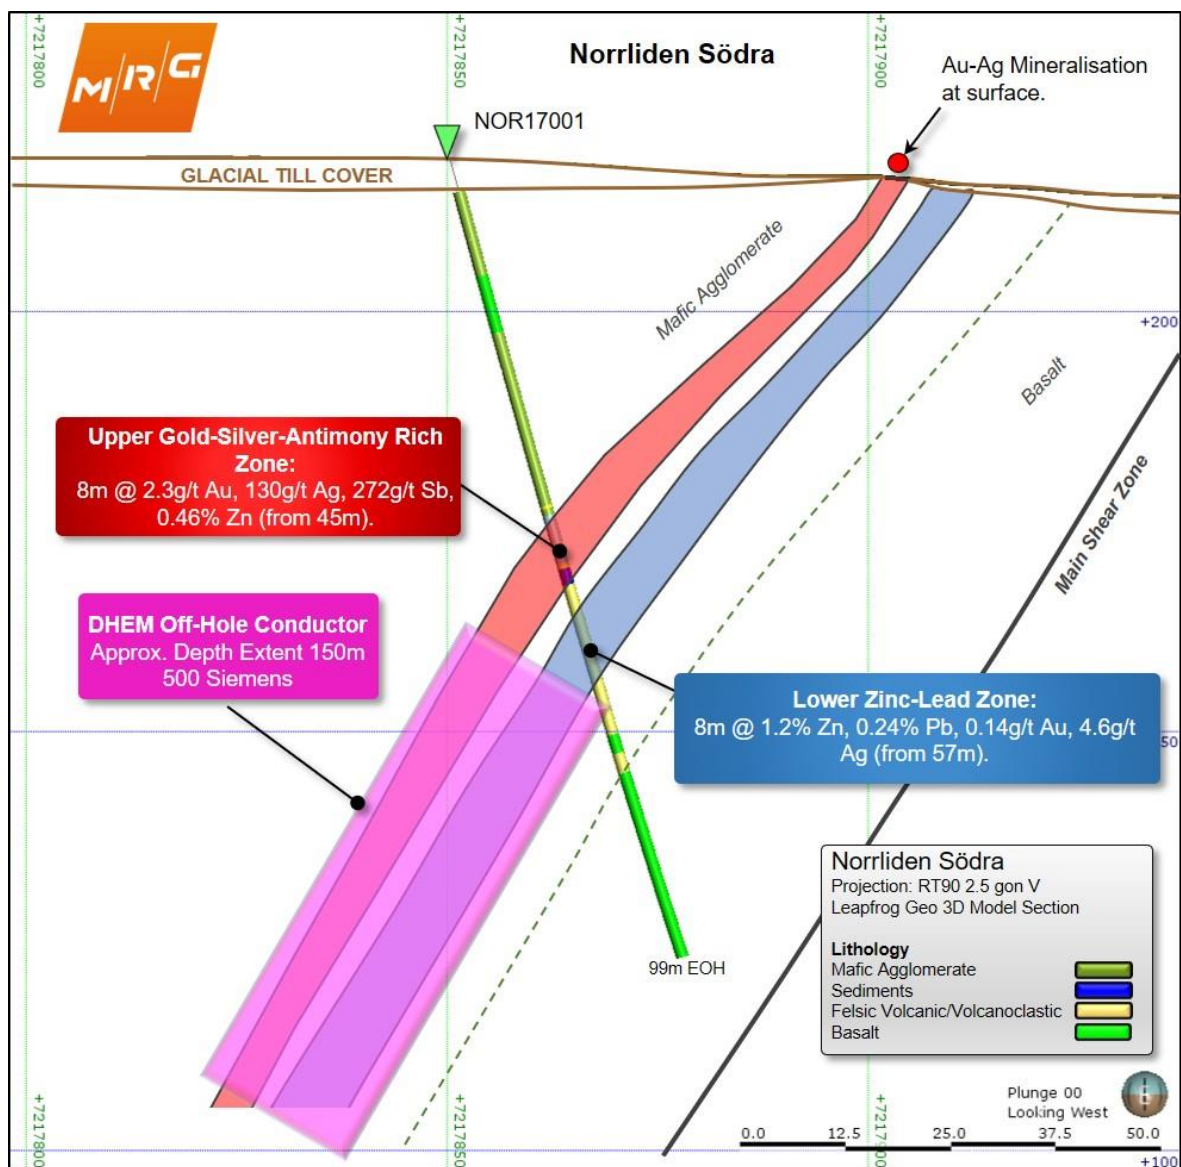 +7217800
+7217850
+7217900
M/R/G
Norrliden Södra
Au-Ag Mineralisation
at surface.
NOR17001
GLACIAL TILL COVER
Mafic Agglomerate
+200
Basalt
Upper Gold-Silver-Antimony Rich
Zone:
8m @ 2.3g/t Au, 130g/t Ag, 272g/t Sb,
0.46% Zn (from 45m).
Main Shear Zone
DHEM Off-Hole Conductor
Approx. Depth Extent 150m
500 Siemens
Lower Zinc-Lead Zone:
8m @ 1.2% Zn, 0.24% Pb, 0.14g/t Au, 4.6g/t
Ag (from 57m).
50
Norrliden Södra
Projection: RT90 2.5 gon V
Leapfrog Geo 3D Model Section
Lithology
Mafic Agglomerate
Sediments
Felsic Volcanic/Volcanoclastic
Basalt
99m EOH
Plunge 00
Looking West
+7217800
+7217850
+72179
0.0 12.5 25.0 37.5 50.0
+100